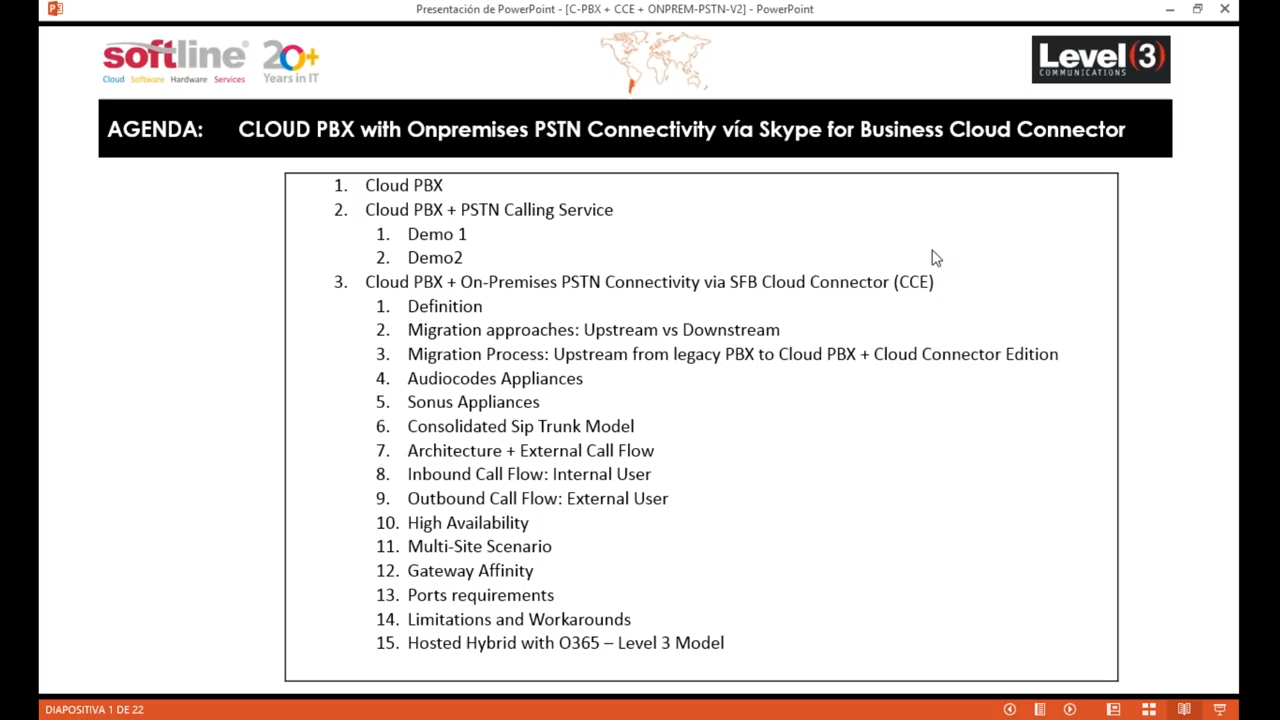 Presentación de PowerPoint - [C-PBX + CCE + ONPREM-PSTN-V2] - PowerPoint
softline® 20+
Cloud Software Hardware Services Years in IT
Level (3)
COMMUNICATIONS
AGENDA: CLOUD PBX with Onpremises PSTN Connectivity vía Skype for Business Cloud Connector
1. Cloud PBX
2. Cloud PBX + PSTN Calling Service
1. Demo 1
2. Demo2
3. Cloud PBX + On-Premises PSTN Connectivity via SFB Cloud Connector (CCE)
1. Definition
2. Migration approaches: Upstream vs Downstream
3. Migration Process: Upstream from legacy PBX to Cloud PBX + Cloud Connector Edition
4. Audiocodes Appliances
5. Sonus Appliances
6. Consolidated Sip Trunk Model
7. Architecture + External Call Flow
8. Inbound Call Flow: Internal User
9. Outbound Call Flow: External User
10. High Availability
11. Multi-Site Scenario
12. Gateway Affinity
13. Ports requirements
14. Limitations and Workarounds
15. Hosted Hybrid with O365 – Level 3 Model
DIAPOSITIVA 1 DE 22